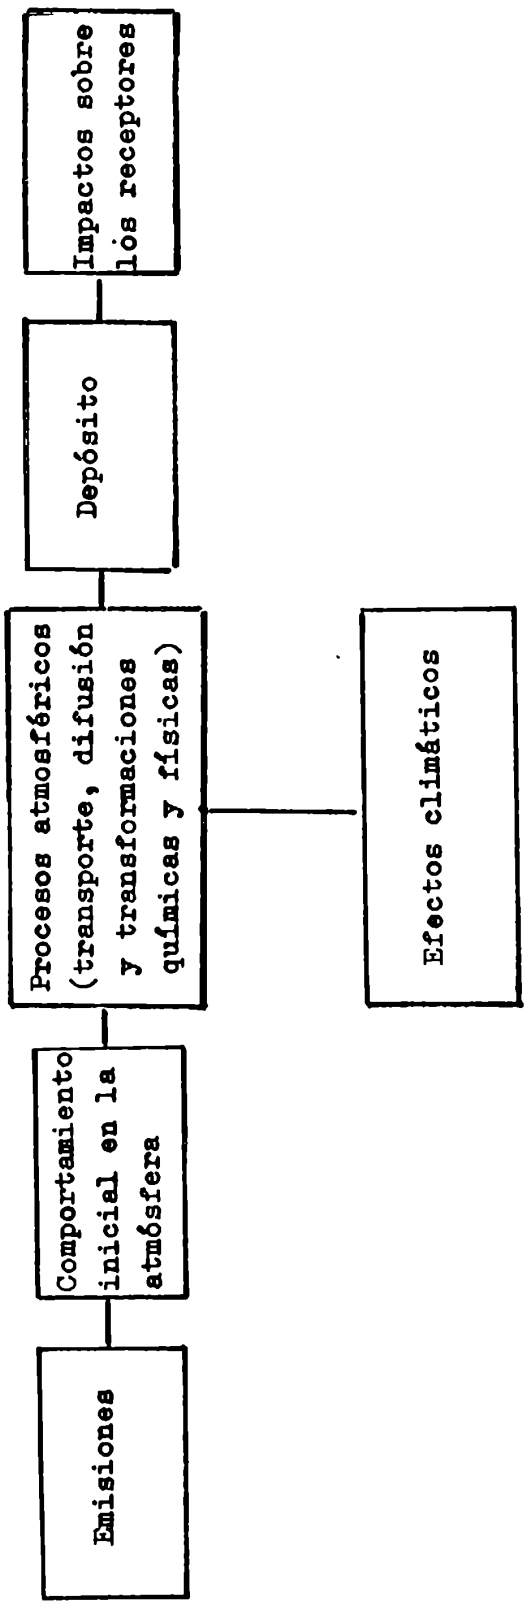 Emisiones
Comportamiento
inicial en la
atmósfera
Procesos atmosféricos
(transporte, difusión
y transformaciones
químicas y físicas)
Depósito
Impactos sobre
lós receptores
Efectos climáticos